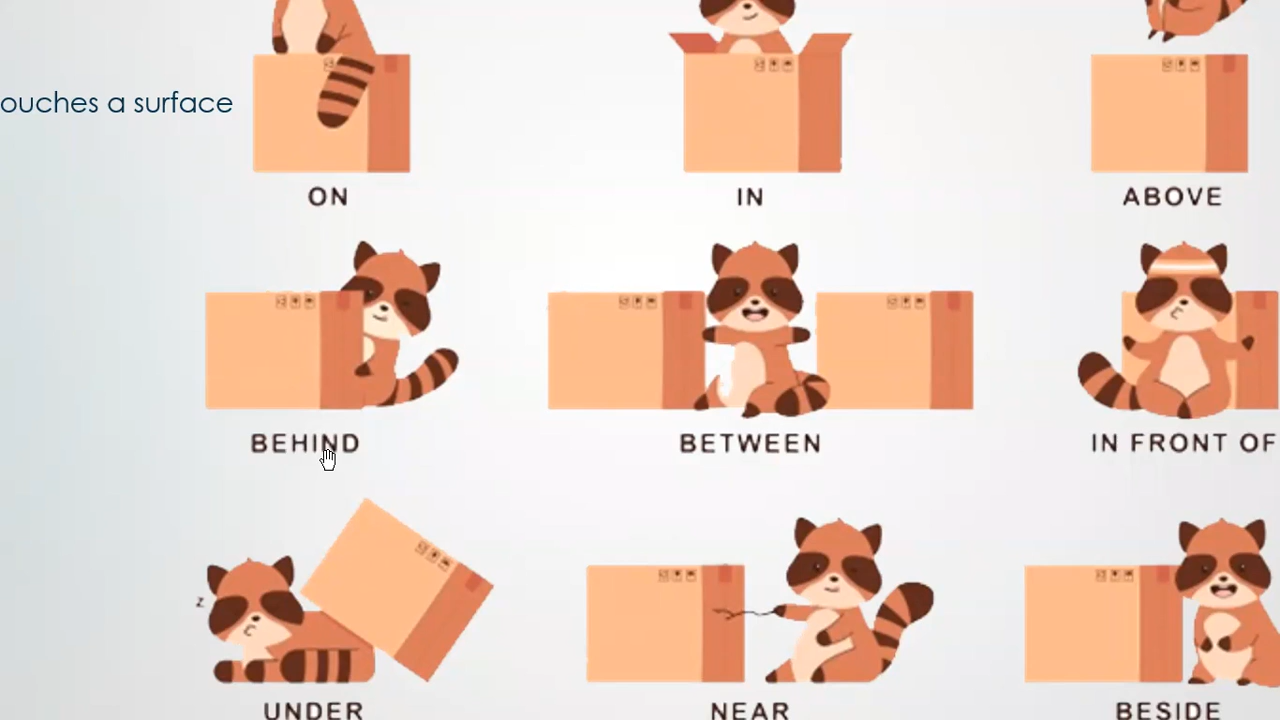 ouches a surface
ON
IN
ABOVE
BEHIND
BETWEEN
IN FRONT OF
z
UNDER
NEAR
BESIDE